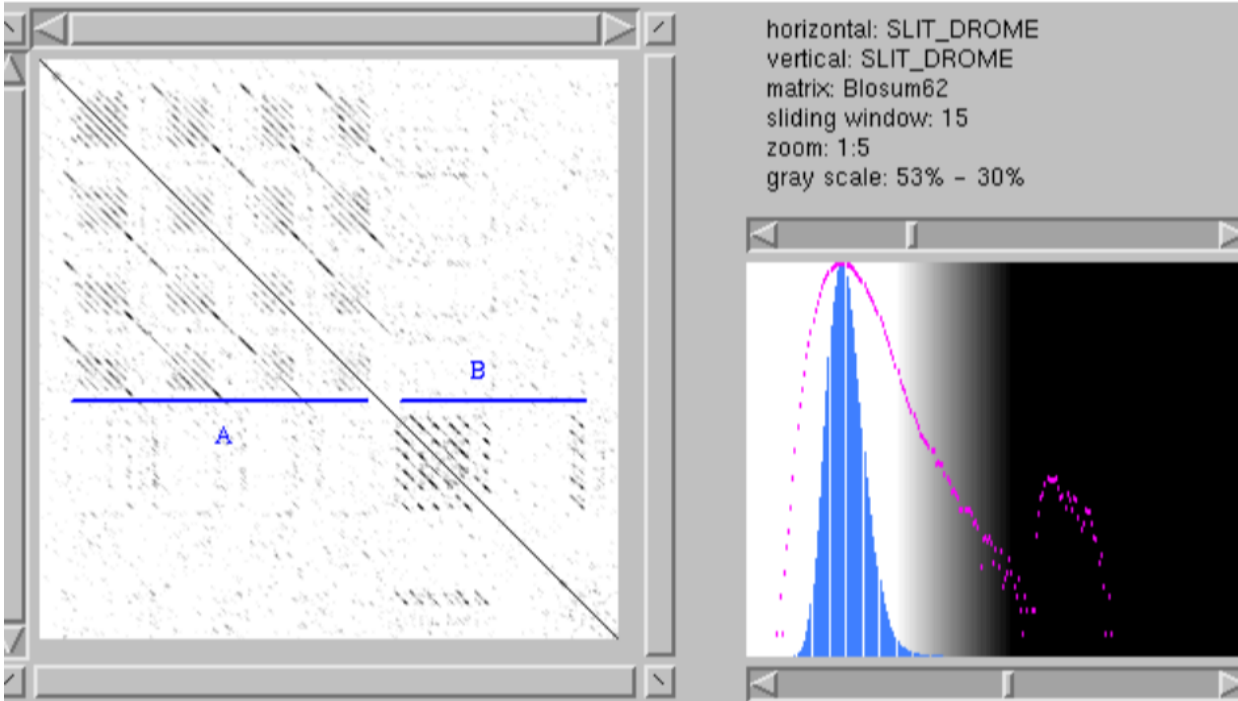 horizontal: SLIT_DROME
vertical: SLIT_DROME
matrix: Blosum62
sliding window: 15
zoom: 1:5
gray scale: 53% - 30%
B
A